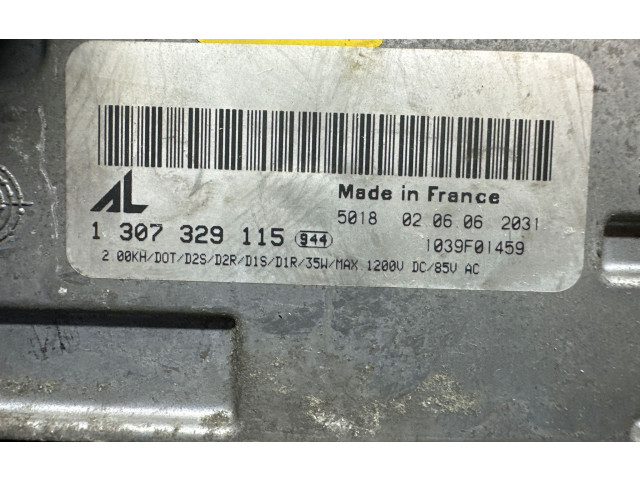 AL
Made in France
5018 02 06.06 2031
1 307 329 115 944
1039F01459
2.00KH/DOT/D2S/D2R/D1S/D1R/35W/MAX 1200V DC/85V AC